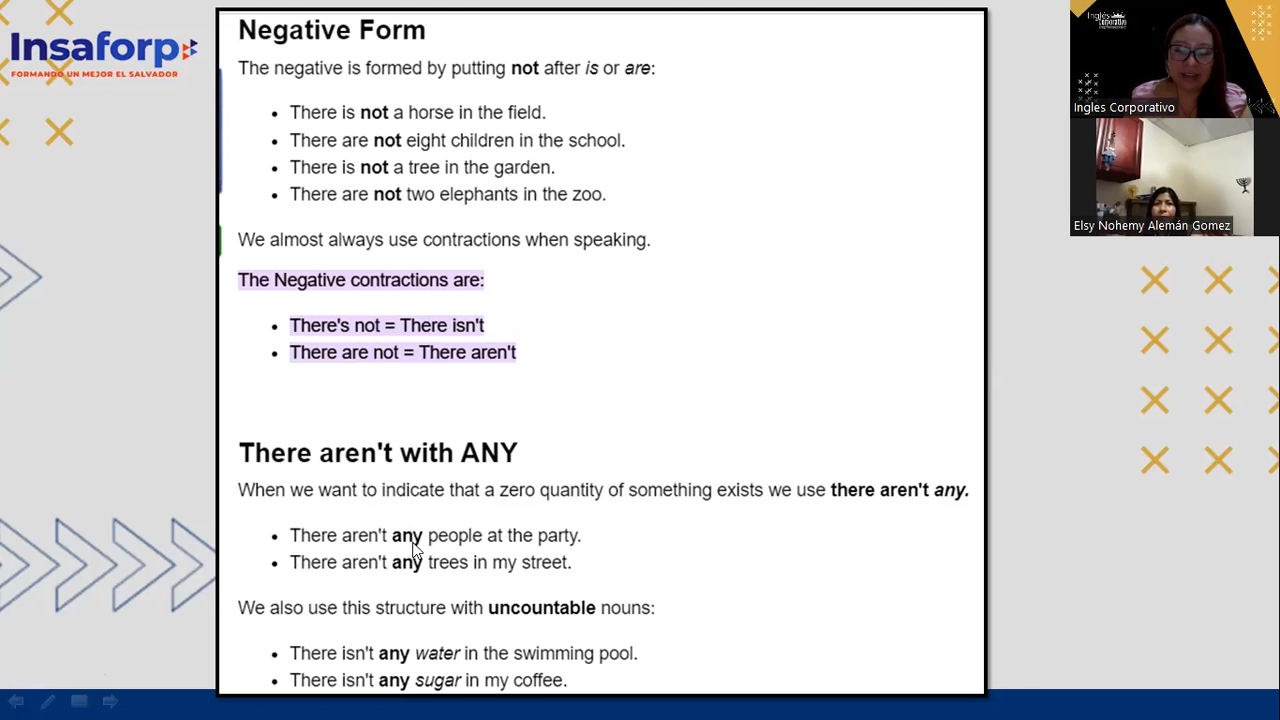 Insaforp
FORMANDO UN MEJOR EL SALVADOR
Negative Form
The negative is formed by putting not after is or are:
• There is not a horse in the field.
• There are not eight children in the school.
• There is not a tree in the garden.
• There are not two elephants in the zoo.
We almost always use contractions when speaking.
The Negative contractions are:
• There's not = There isn't
• There are not = There aren't
There aren't with ANY
When we want to indicate that a zero quantity of something exists we use there aren't any.
• There aren't any people at the party.
• There aren't any trees in my street.
We also use this structure with uncountable nouns:
• There isn't any water in the swimming pool.
• There isn't any sugar in my coffee.
Inglés
Corporativo
Ingles Corporativo
Elsy Nohemy Alemán Gomez